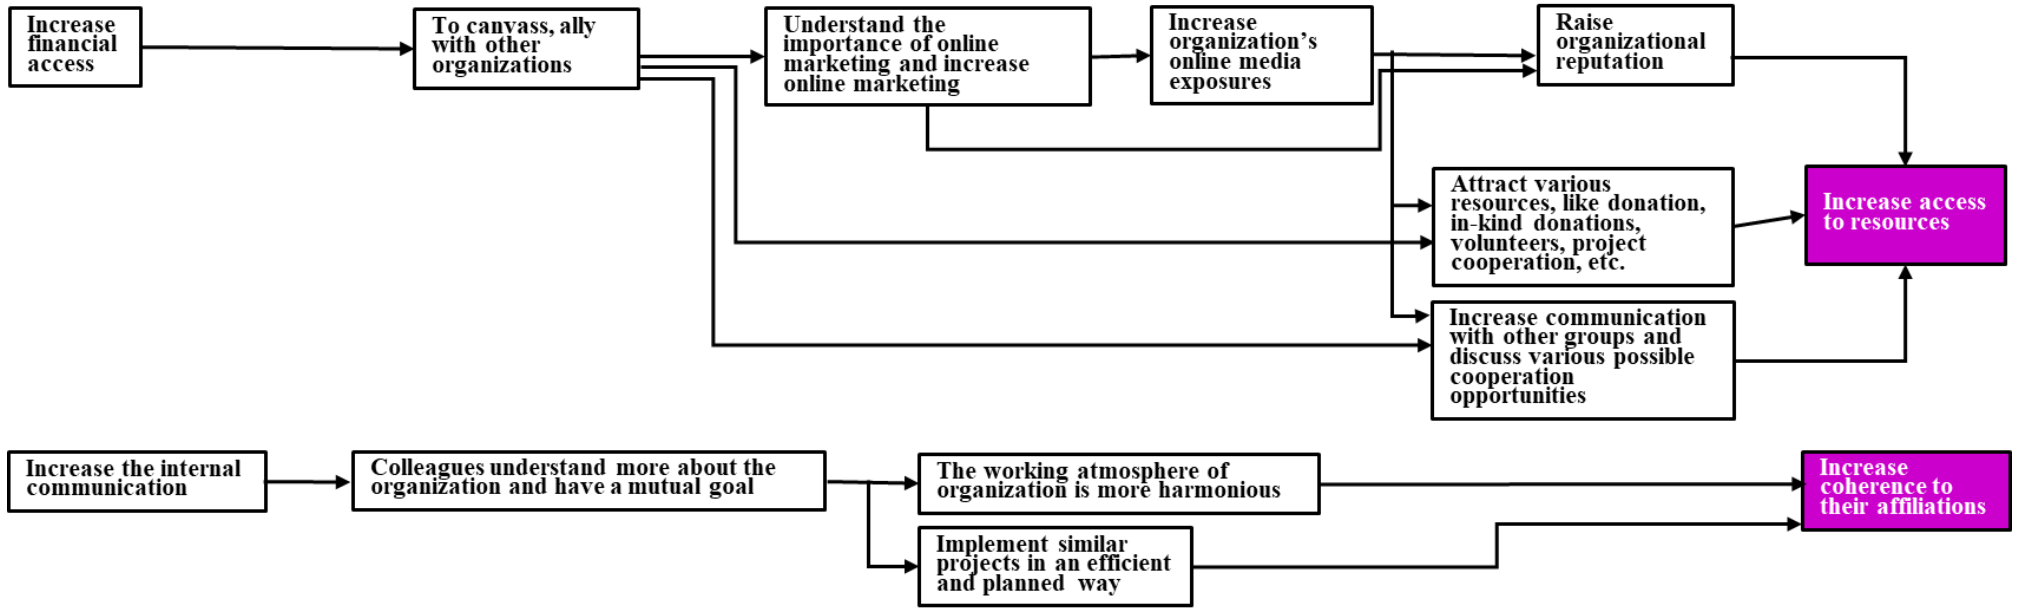 Increase
financial
access
To canvass, ally
with other
organizations
Understand the
importance of online
marketing and increase
online marketing
Increase
organization’s
online media
exposures
Raise
organizational
reputation
Attract various
resources, like donation,
in-kind donations,
volunteers, project
cooperation, etc.
Increase access
to resources
Increase communication
with other groups and
discuss various possible
cooperation
opportunities
Increase the internal
communication
Colleagues understand more about the
organization and have a mutual goal
The working atmosphere of
organization is more harmonious
Increase
coherence to
their affiliations
Implement similar
projects in an efficient
and planned way